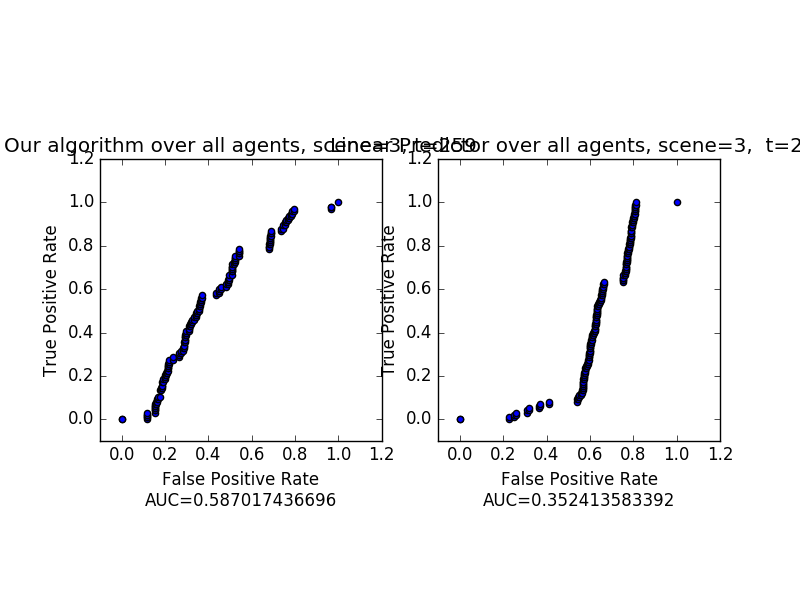 Our algorithm over all agents, scene=3, t=259
Linear Predictor over all agents, scene=3,  t=2
1.2
1.0
0.8
0.6
0.4
0.2
0.0
True Positive Rate
0.0 0.2 0.4 0.6 0.8 1.0 1.2
False Positive Rate
AUC=0.587017436696
1.2
1.0
0.8
0.6
0.4
0.2
0.0
True Positive Rate
0.0 0.2 0.4 0.6 0.8 1.0 1.2
False Positive Rate
AUC=0.352413583392